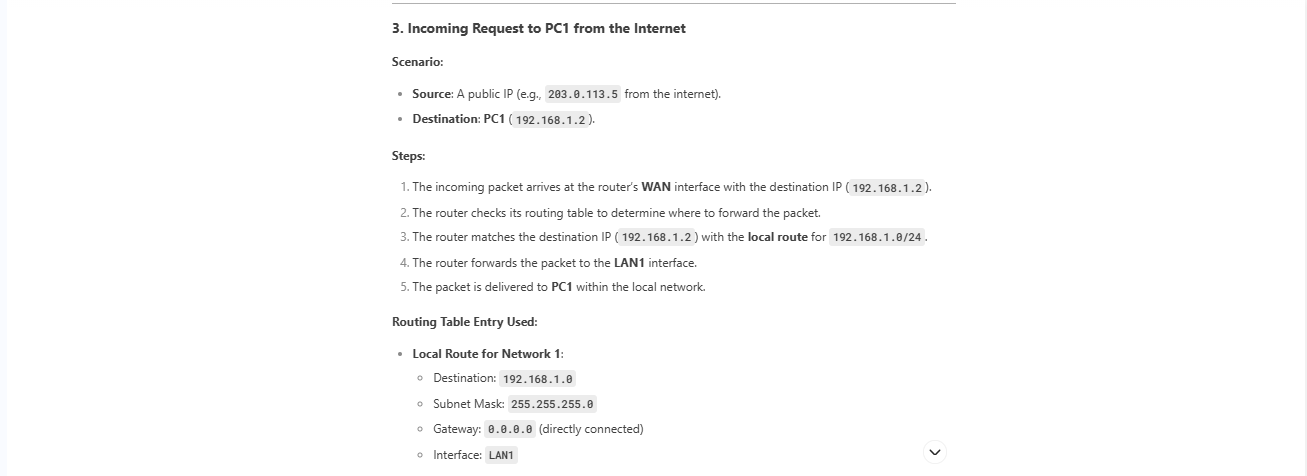 3. Incoming Request to PC1 from the Internet
Scenario:
• Source: A public IP (e.g., 203.0.113.5 from the internet).
• Destination: PC1 ( 192.168.1.2 ).
Steps:
1. The incoming packet arrives at the router's WAN interface with the destination IP ( 192.168.1.2 ).
2. The router checks its routing table to determine where to forward the packet.
3. The router matches the destination IP ( 192.168.1.2 ) with the local route for 192.168.1.0/24 .
4. The router forwards the packet to the LAN1 interface.
5. The packet is delivered to PC1 within the local network.
Routing Table Entry Used:
• Local Route for Network 1:
◦ Destination: 192.168.1.0
◦ Subnet Mask: 255.255.255.0
◦ Gateway: 0.0.0.0 (directly connected)
◦ Interface: LAN1